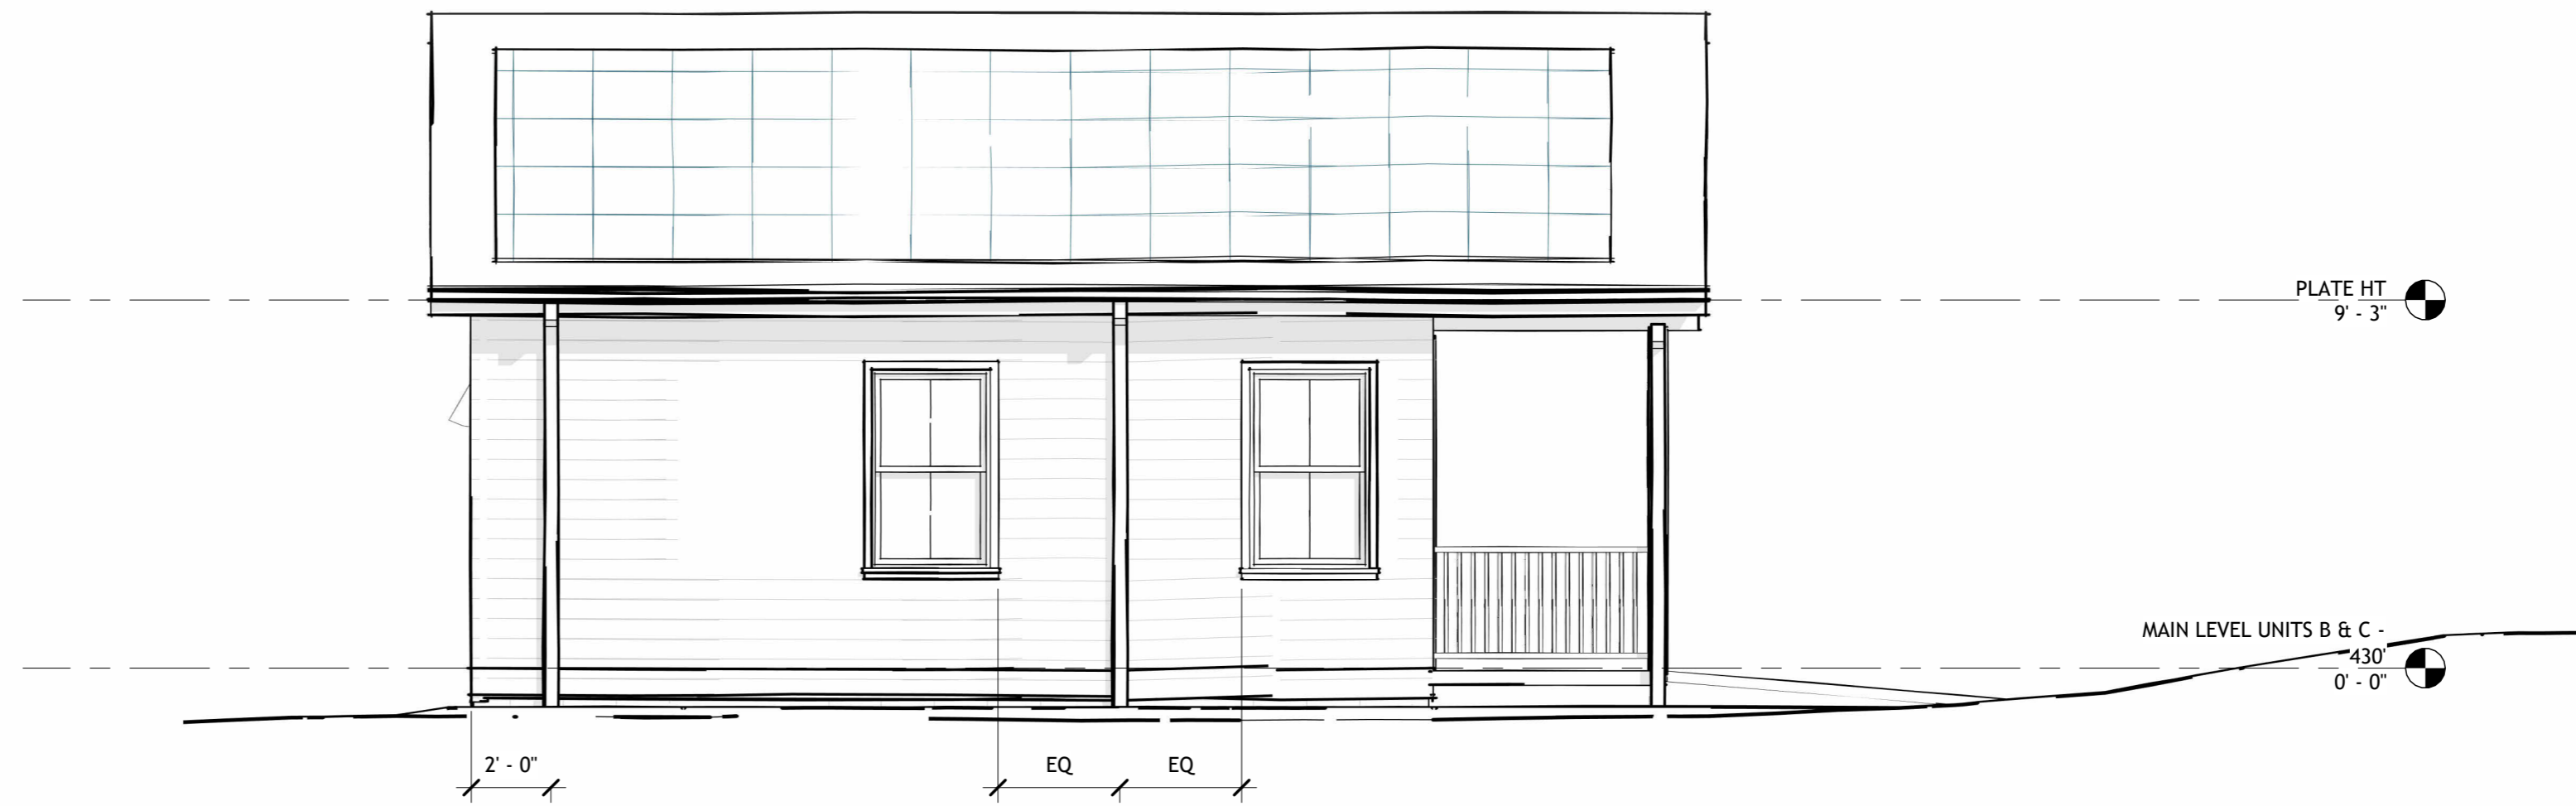 PLATE HT
9' - 3"
MAIN LEVEL UNITS B & C -
430'
0' - 0"
2' - 0"
EQ
EQ